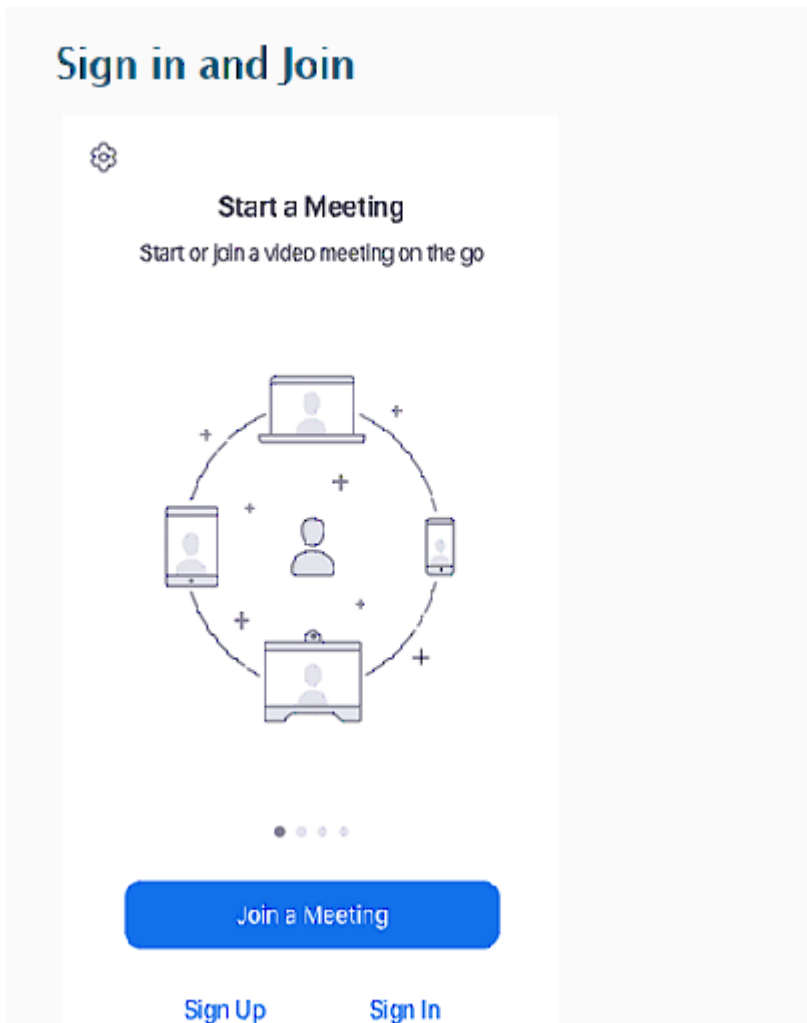 Sign in and Join
Start a Meeting
Start or join a video meeting on the go
Join a Meeting
Sign Up Sign In